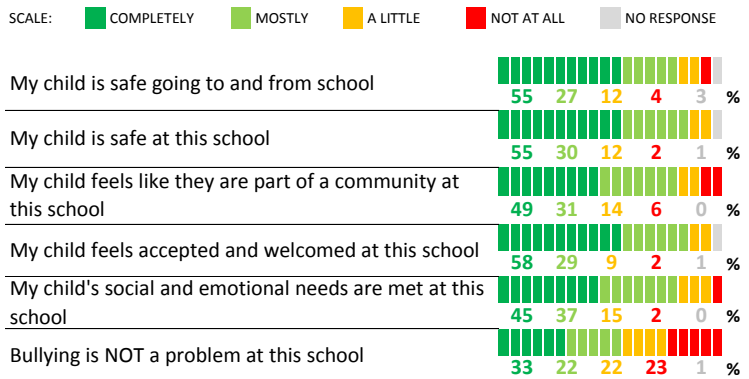 SCALE: COMPLETELY MOSTLY A LITTLE NOT AT ALL NO RESPONSE
My child is safe going to and from school
55 27 12 4 3 %
My child is safe at this school
55 30 12 2 1 %
My child feels like they are part of a community at
this school
49 31 14 6 0 %
My child feels accepted and welcomed at this school
58 29 9 2 1 %
My child's social and emotional needs are met at this
school
45 37 15 2 0 %
Bullying is NOT a problem at this school
33 22 22 23 1 %